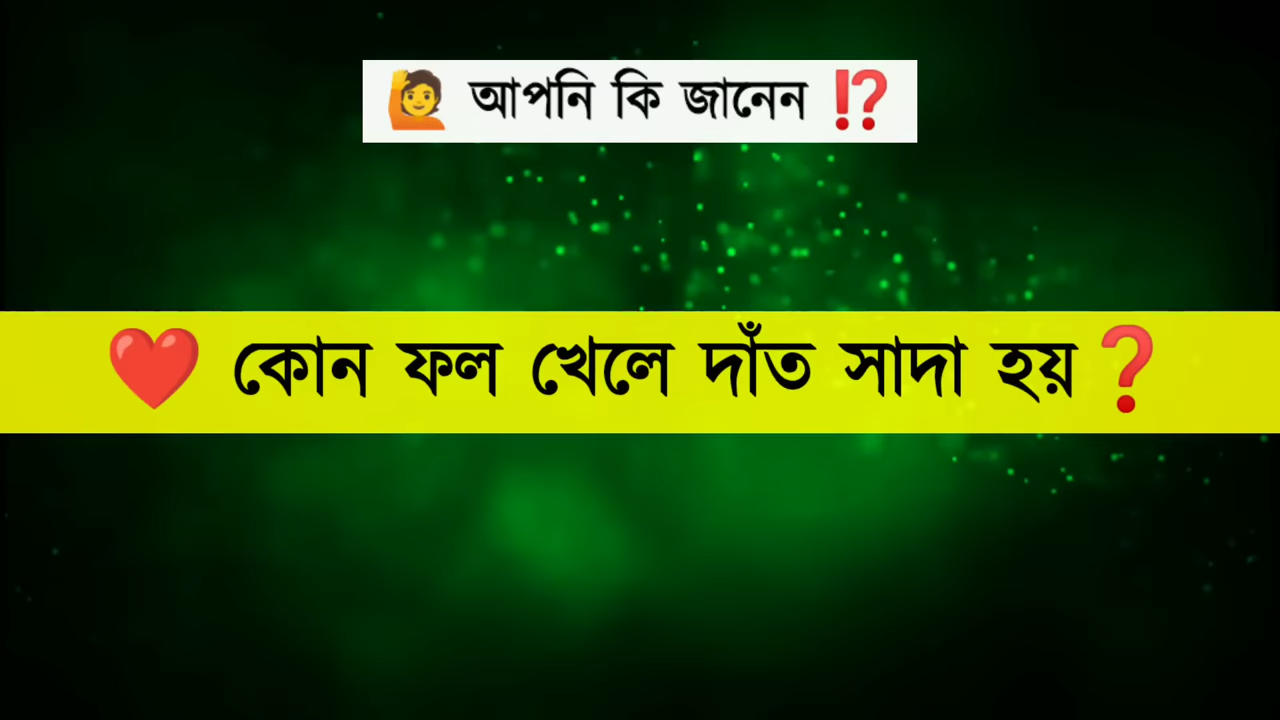 🙋 আপনি কি জানেন ⁉️
❤️ কোন ফল খেলে দাঁত সাদা হয়❓